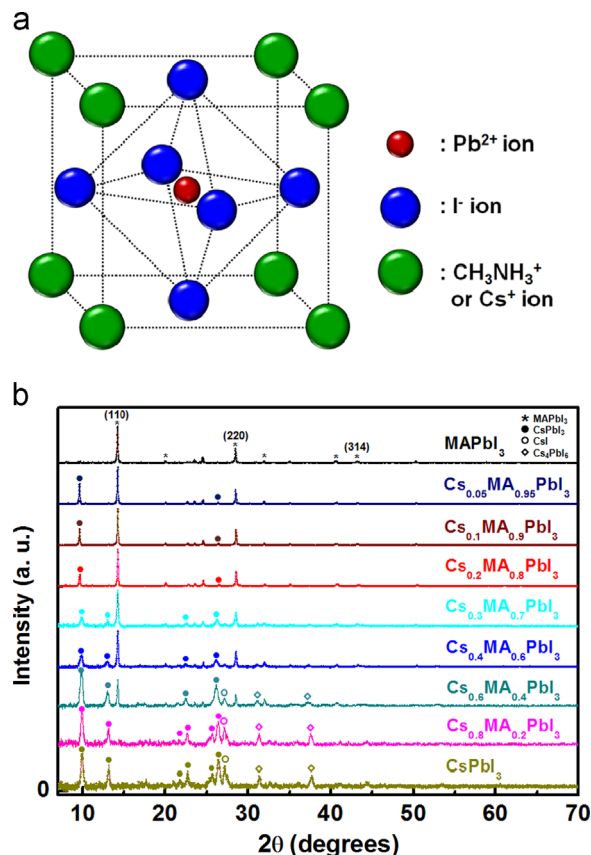 a
: Pb²⁺ ion
: I⁻ ion
: CH₃NH₃⁺
or Cs⁺ ion
b
(110)
(220)
(314)
* MAPbI₃
● CsPbI₃
○ CsI
◇ Cs₄PbI₆
MAPbI₃
Cs₀.₀₅MA₀.₉₅PbI₃
Cs₀.₁MA₀.₉PbI₃
Cs₀.₂MA₀.₈PbI₃
Cs₀.₃MA₀.₇PbI₃
Cs₀.₄MA₀.₆PbI₃
Cs₀.₆MA₀.₄PbI₃
Cs₀.₈MA₀.₂PbI₃
CsPbI₃
Intensity (a. u.)
0
10 20 30 40 50 60 70
2θ (degrees)